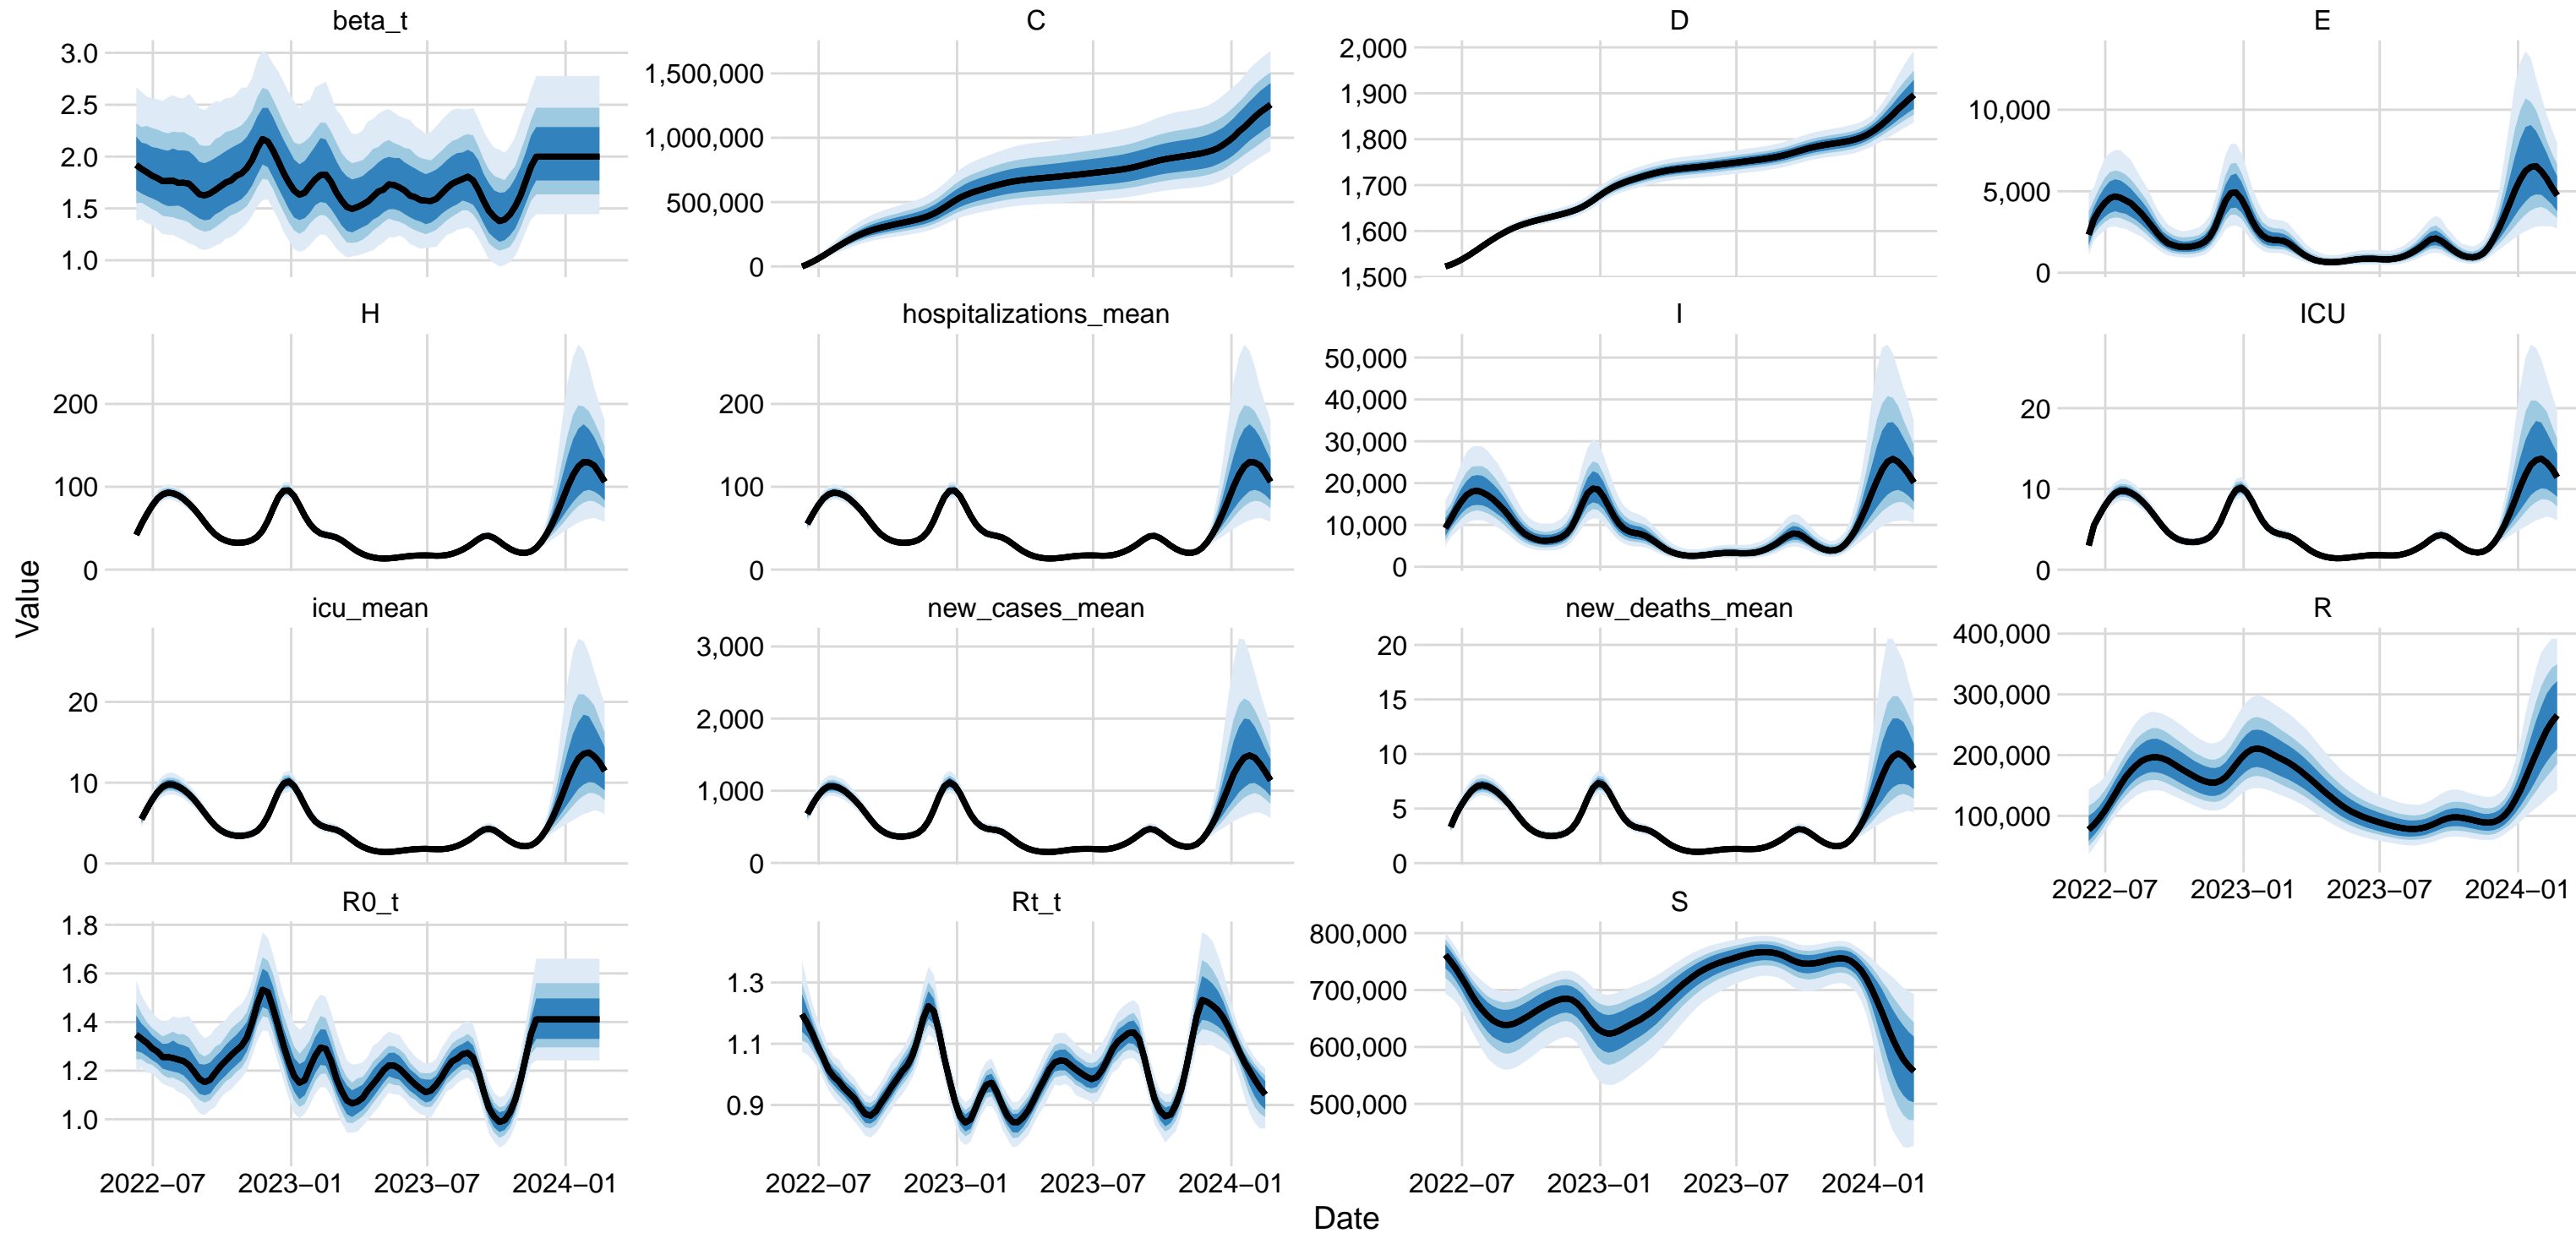 beta_t
C
D
E
3.0
2.5
2.0
1.5
1.0
1,500,000
1,000,000
500,000
0
2,000
1,900
1,800
1,700
1,600
1,500
10,000
5,000
0
H
hospitalizations_mean
I
ICU
200
100
0
200
100
0
50,000
40,000
30,000
20,000
10,000
0
20
10
0
icu_mean
new_cases_mean
new_deaths_mean
R
20
10
0
3,000
2,000
1,000
0
20
15
10
5
0
400,000
300,000
200,000
100,000
2022−07 2023−01 2023−07 2024−01
R0_t
Rt_t
S
1.8
1.6
1.4
1.2
1.0
1.3
1.1
0.9
800,000
700,000
600,000
500,000
2022−07 2023−01 2023−07 2024−01
2022−07 2023−01 2023−07 2024−01
2022−07 2023−01 2023−07 2024−01
Date
Value